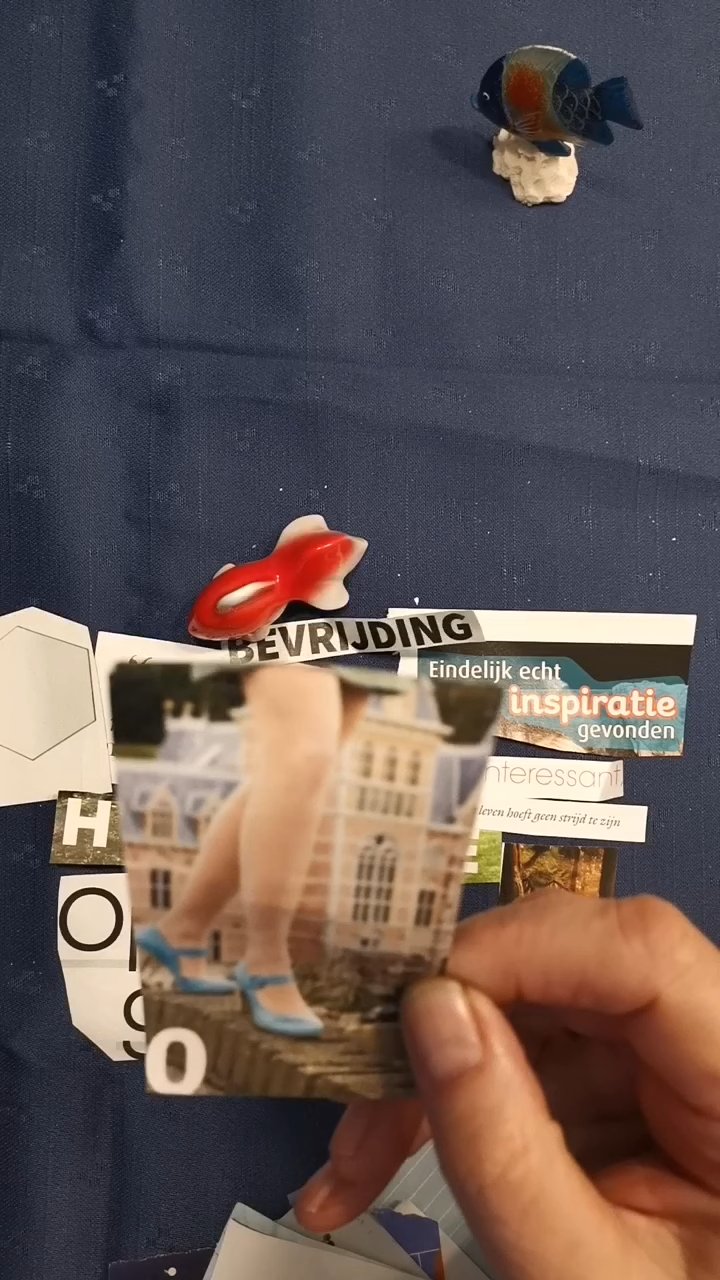 BEVRIJDING
Eindelijk echt
inspiratie
gevonden
nteressant.
leven hoeft geen strijd te zijn
H
E
O
O